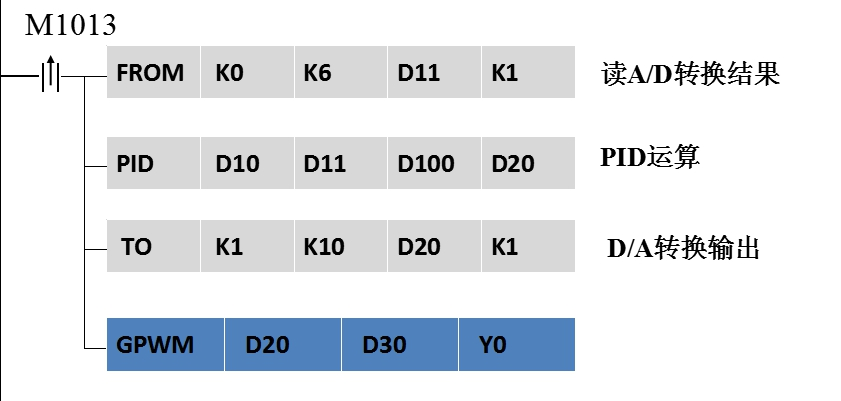 M1013
FROM K0 K6 D11 K1 读A/D转换结果
PID D10 D11 D100 D20 PID运算
TO K1 K10 D20 K1 D/A转换输出
GPWM D20 D30 Y0